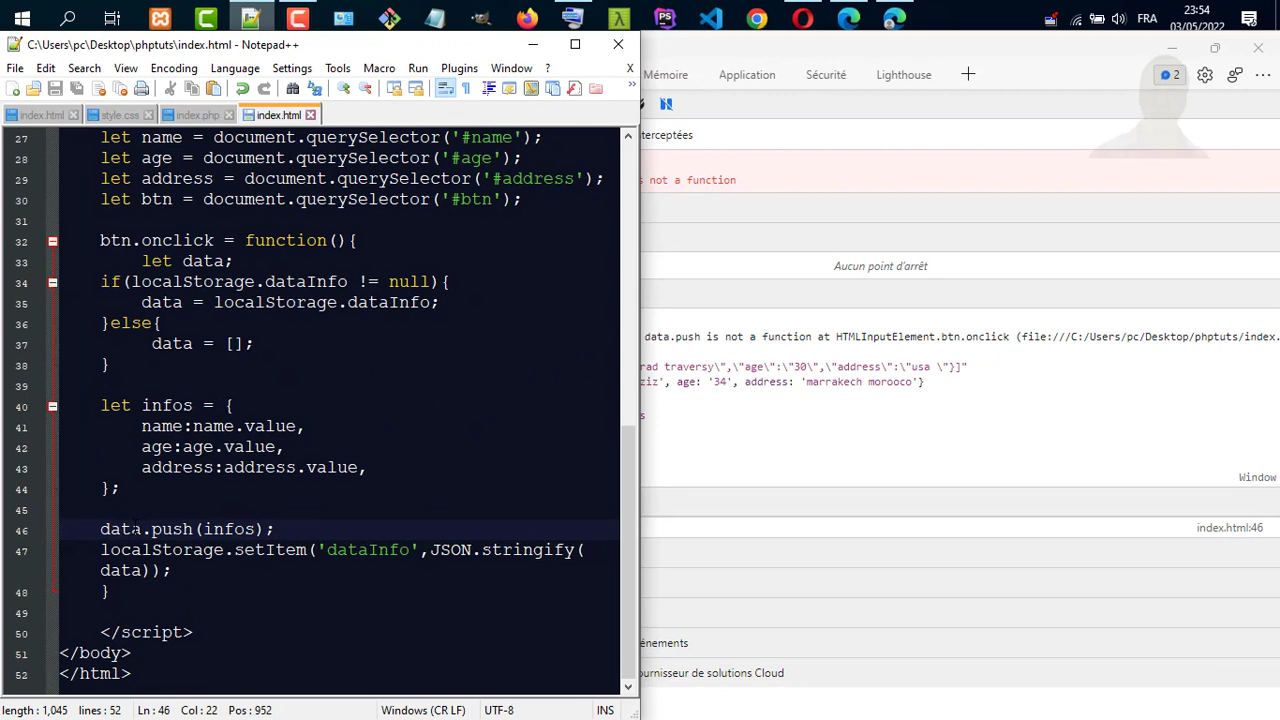 23:54
FRA
03/05/2022
C:\Users\pc\Desktop\phptuts\index.html - Notepad++
File Edit Search View Encoding Language Settings Tools Macro Run Plugins Window ? X
index.html style.css index.php index.html
27 let name = document.querySelector('#name');
28 let age = document.querySelector('#age');
29 let address = document.querySelector('#address');
30 let btn = document.querySelector('#btn');
31
32 btn.onclick = function(){
33 let data;
34 if(localStorage.dataInfo != null){
35 data = localStorage.dataInfo;
36 }else{
37 data = [];
38 }
39
40 let infos = {
41 name:name.value,
42 age:age.value,
43 address:address.value,
44 };
45
46 data.push(infos);
47 localStorage.setItem('dataInfo',JSON.stringify(
data));
48 }
49
50 </script>
51 </body>
52 </html>
length : 1,045 lines : 52 Ln : 46 Col : 22 Pos : 952 Windows (CR LF) UTF-8 INS
Mémoire Application Sécurité Lighthouse 2
interceptées
s not a function
Aucun point d'arrêt
data.push is not a function at HTMLInputElement.btn.onclick (file:///C:/Users/pc/Desktop/phptuts/index.
rad traversy\",\"age\":\"30\",\"address\":\"usa \"}]"
ziz', age: '34', address: 'marrakech morooco'}
s
Window
index.html:46
énements
urnisseur de solutions Cloud